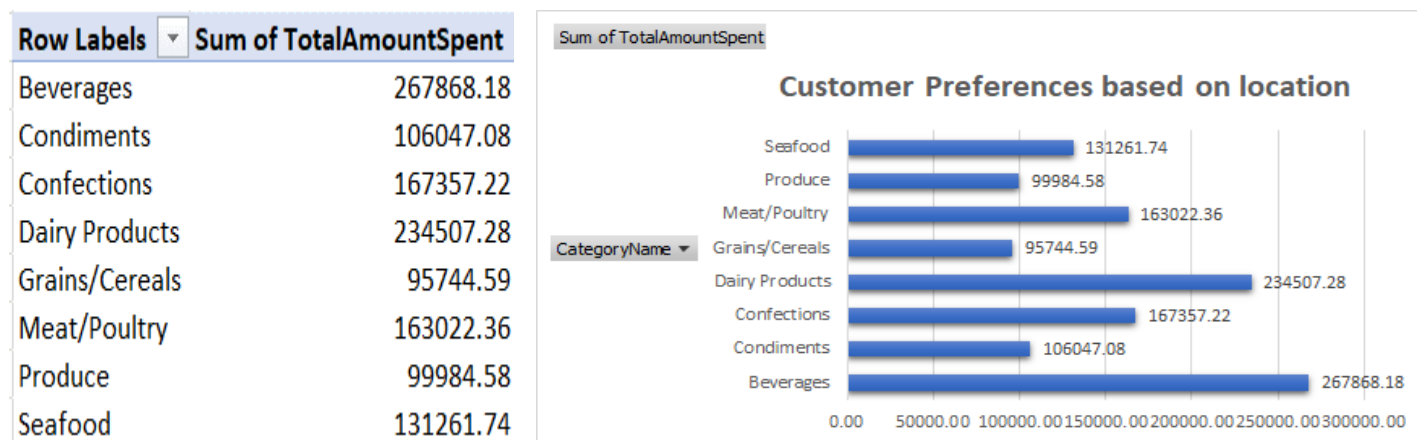 Row Labels Sum of TotalAmountSpent
Beverages 267868.18
Condiments 106047.08
Confections 167357.22
Dairy Products 234507.28
Grains/Cereals 95744.59
Meat/Poultry 163022.36
Produce 99984.58
Seafood 131261.74
Sum of TotalAmountSpent
Customer Preferences based on location
Seafood 131261.74
Produce 99984.58
Meat/Poultry 163022.36
CategoryName Grains/Cereals 95744.59
Dairy Products 234507.28
Confections 167357.22
Condiments 106047.08
Beverages 267868.18
0.00 50000.00 100000.00 150000.00 200000.00 250000.00 300000.00